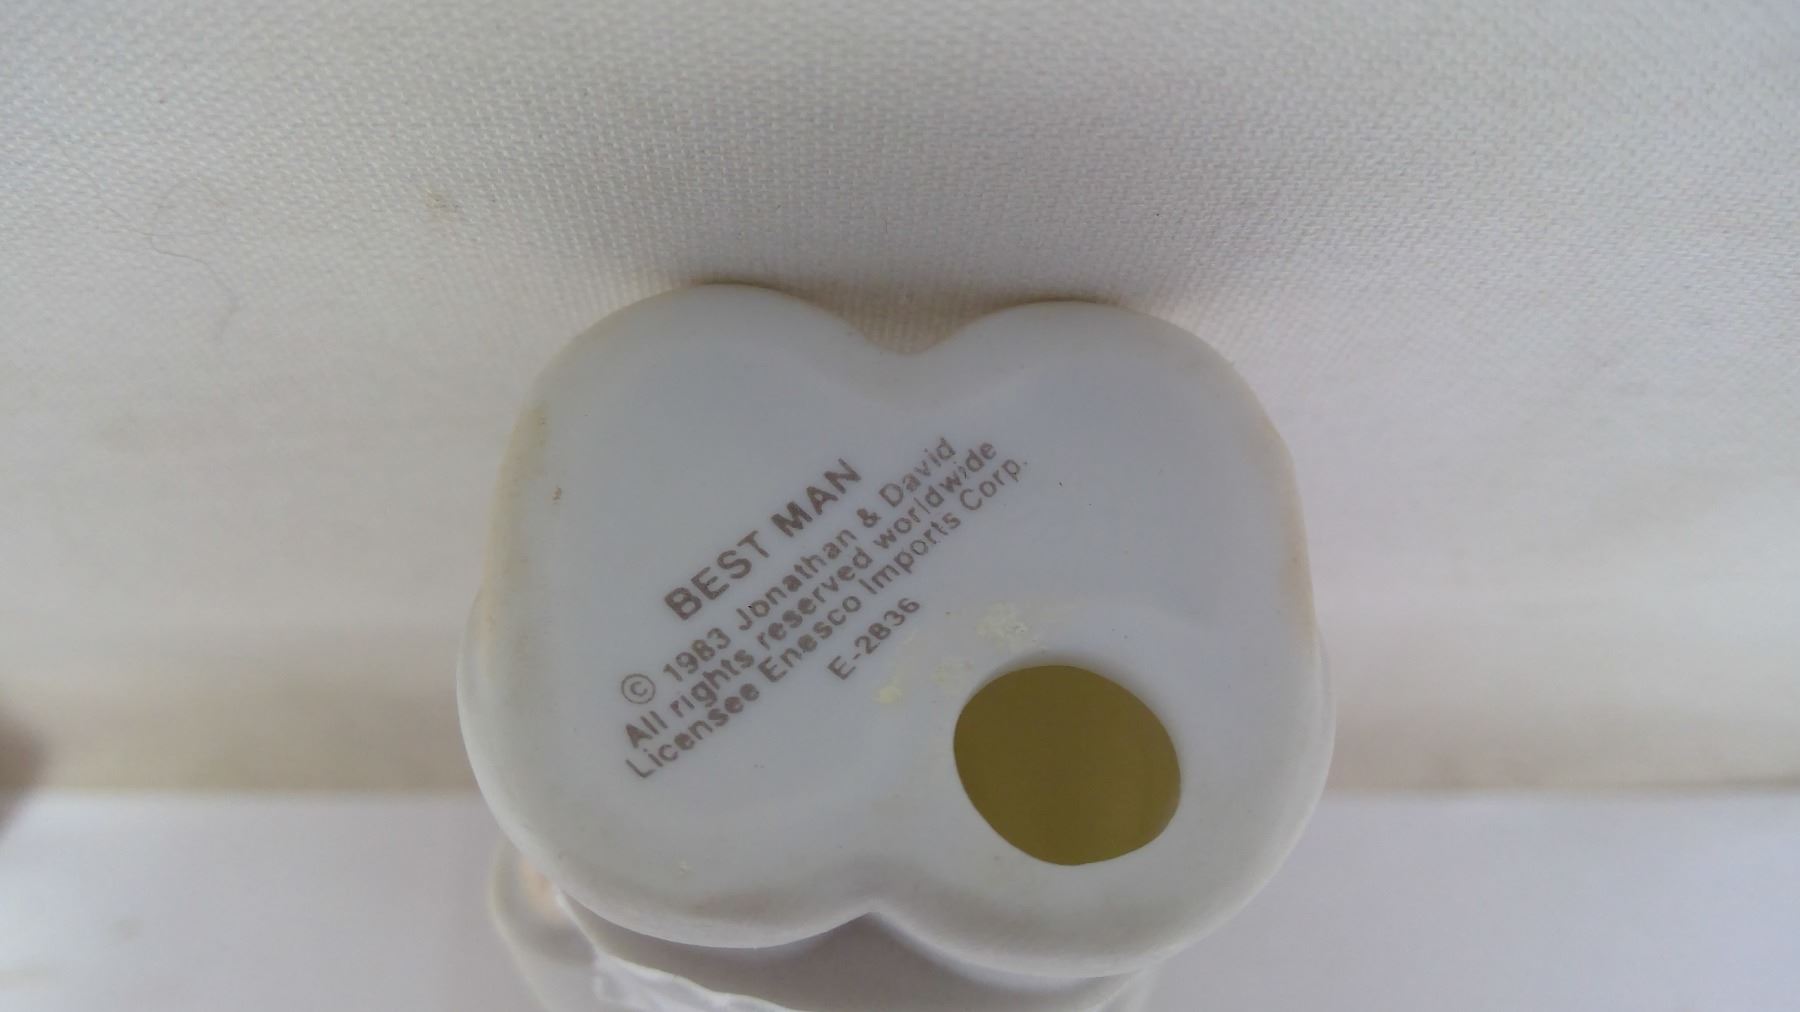 BEST MAN
© 1983 Jonathan & David
All rights reserved worldwide
Licensee Enesco Imports Corp.
E-2836